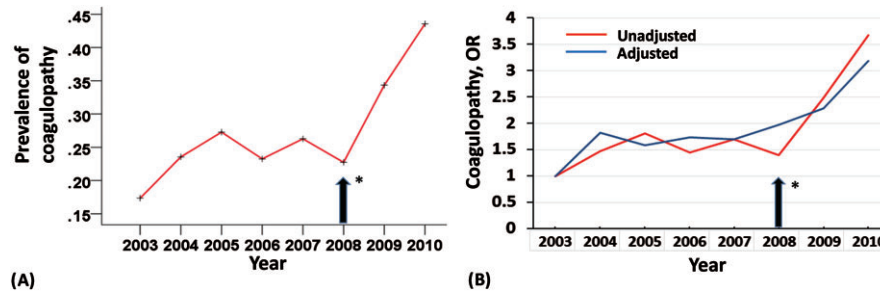 .45
.40
.35
.30
.25
.20
.15
Prevalence of
coagulopathy
*
2003 2004 2005 2006 2007 2008 2009 2010
Year
(A)
4
3.5
3
2.5
2
1.5
1
0.5
0
Coagulopathy, OR
Unadjusted
Adjusted
*
2003 2004 2005 2006 2007 2008 2009 2010
Year
(B)